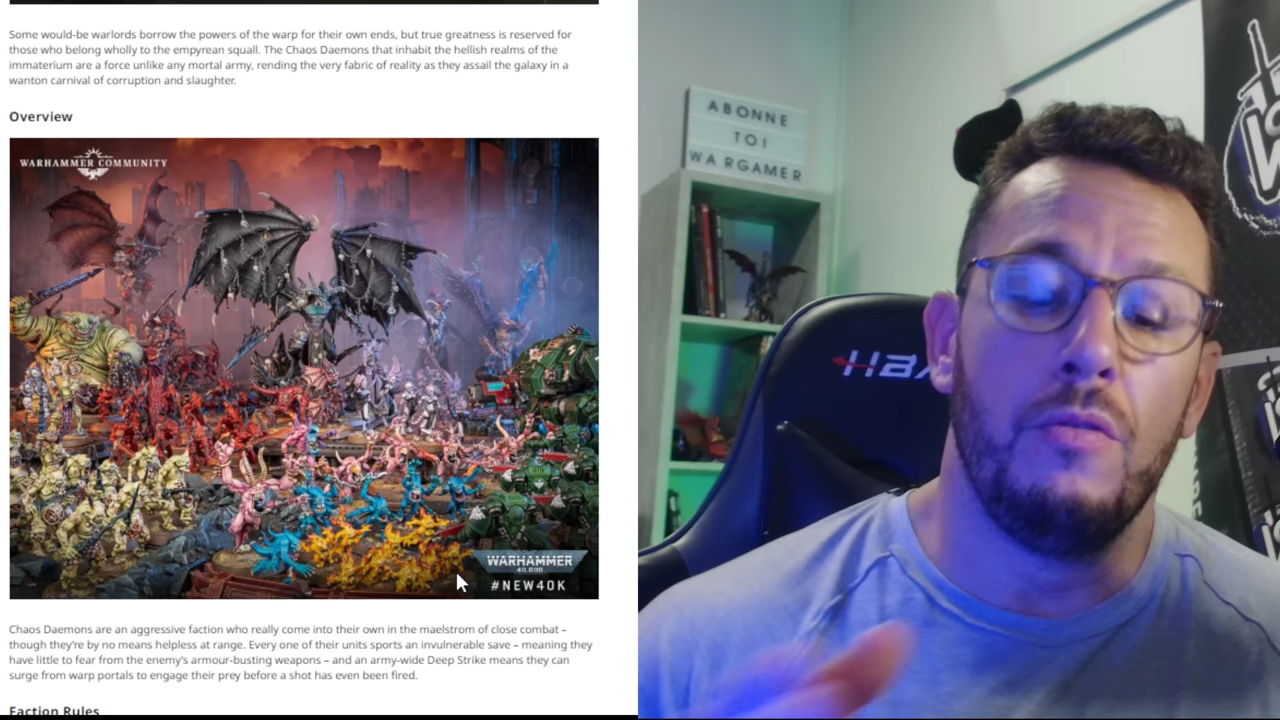 Some would-be warlords borrow the powers of the warp for their own ends, but true greatness is reserved for
those who belong wholly to the empyrean squall. The Chaos Daemons that inhabit the hellish realms of the
immaterium are a force unlike any mortal army, rending the very fabric of reality as they assail the galaxy in a
wanton carnival of corruption and slaughter.
Overview
WARHAMMER COMMUNITY
WARHAMMER
40,000
#NEW40K
Chaos Daemons are an aggressive faction who really come into their own in the maelstrom of close combat –
though they're by no means helpless at range. Every one of their units sports an invulnerable save – meaning they
have little to fear from the enemy's armour-busting weapons – and an army-wide Deep Strike means they can
surge from warp portals to engage their prey before a shot has even been fired.
Faction Rules
ABONNE
TOI
WARGAMER